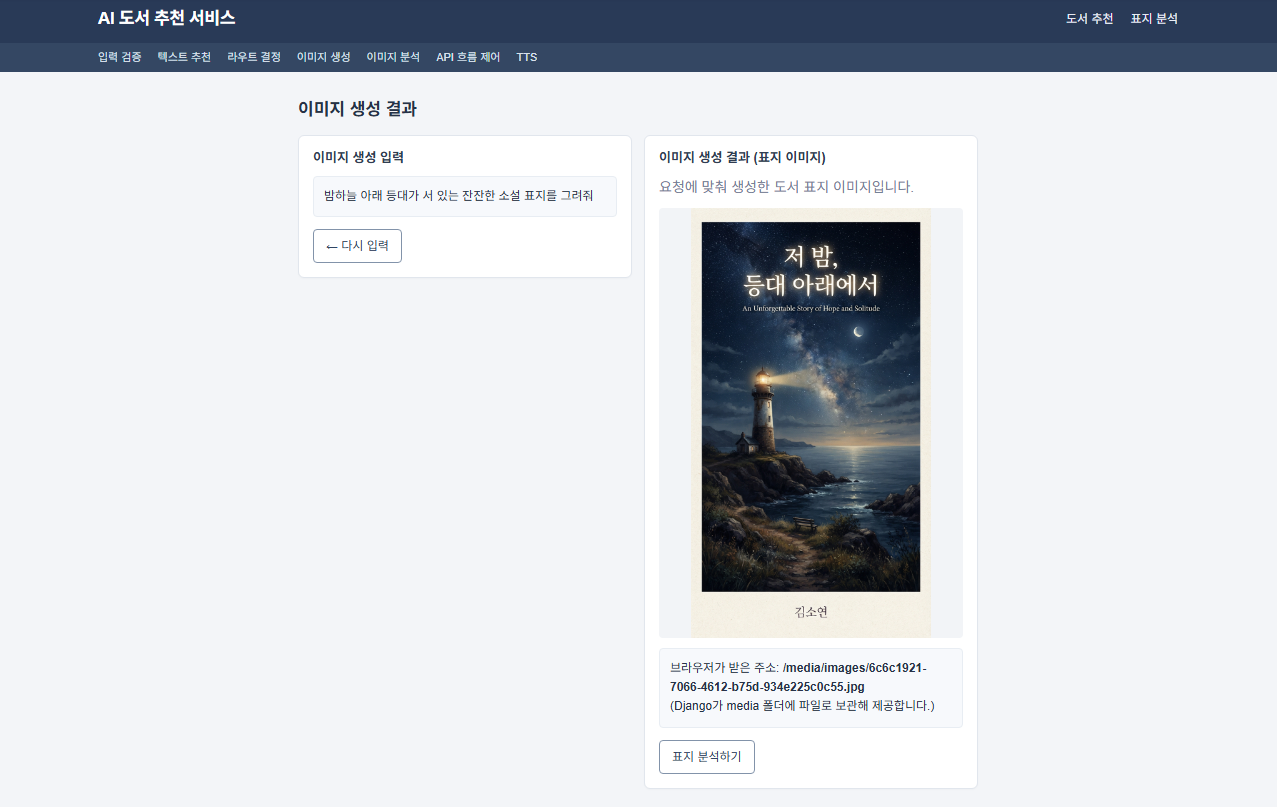 AI 도서 추천 서비스
도서 추천 표지 분석
입력 검증 텍스트 추천 라우트 결정 이미지 생성 이미지 분석 API 흐름 제어 TTS
이미지 생성 결과
이미지 생성 입력
밤하늘 아래 등대가 서 있는 잔잔한 소설 표지를 그려줘
← 다시 입력
이미지 생성 결과 (표지 이미지)
요청에 맞춰 생성한 도서 표지 이미지입니다.
저 밤,
등대 아래에서
An Unforgettable Story of Hope and Solitude
김소연
브라우저가 받은 주소: /media/images/6c6c1921-
7066-4612-b75d-934e225c0c55.jpg
(Django가 media 폴더에 파일로 보관해 제공합니다.)
표지 분석하기